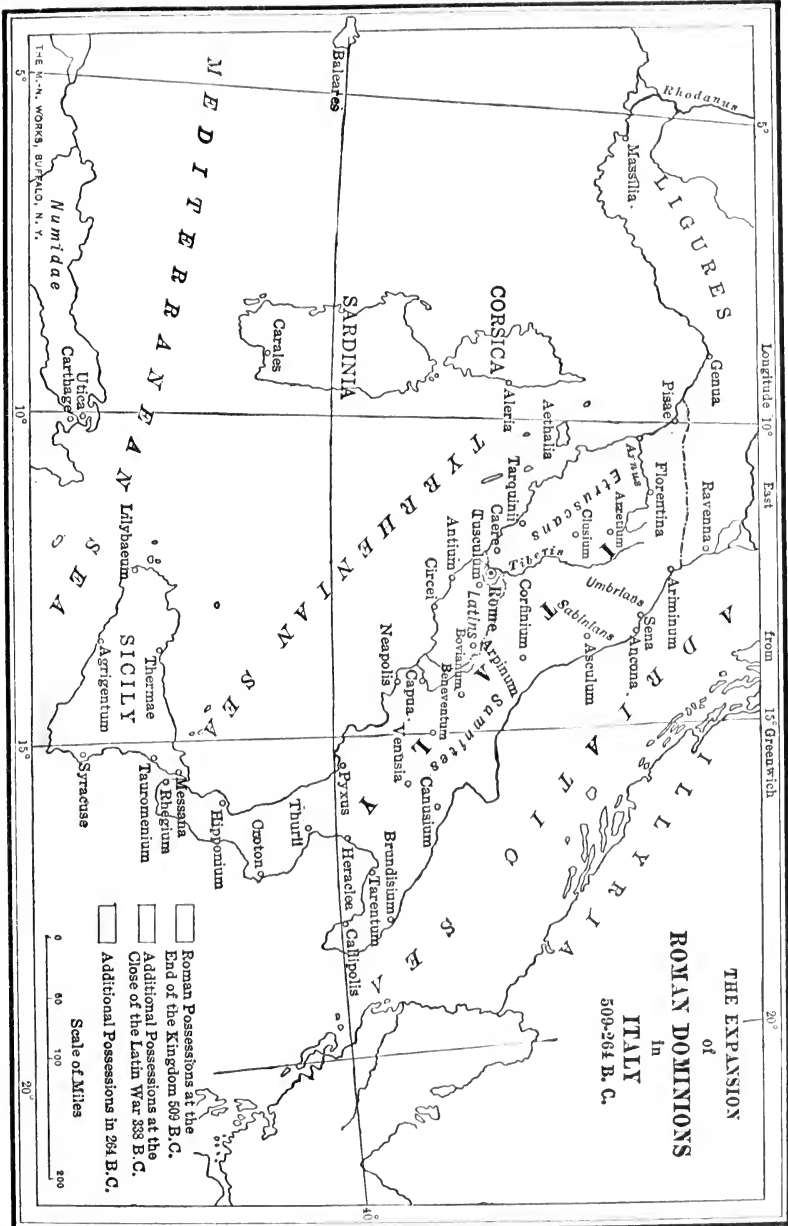 THE EXPANSION
of
ROMAN DOMINIONS
in
ITALY
509-264 B. C.
Longitude 10° East from 15° Greenwich 20°
5°
Rhodanus
Massilia
LIGURES
Genua
Pisae
Arnus
Florentina
Ravenna
Ariminum
Arretium
Clusium
Etruscans
Umbrians
Sena
Ancona
Sabinians
Asculum
ADRIATIC SEA
ILLYRIA
ITALY
CORSICA
Aleria
Aethalia
Tarquinii
Caere
Tusculum
Tiberis
Rome
Latins
Corfinium
Antium
Circei
Arpinum
Bovianum
Samnites
Beneventum
Neapolis
Capua
Venusia
Canusium
SARDINIA
Carales
TYRRHENIAN SEA
Baleares
40°
Pyxus
Brundisium
Tarentum
Heraclea
Callipolis
Thurii
Croton
Hipponium
Messana
Rhegium
Tauromenium
Syracuse
SICILY
Thermae
Agrigentum
Lilybaeum
MEDITERRANEAN SEA
Numidae
Utica
Carthage
5°
10°
15°
20°
Roman Possessions at the
End of the Kingdom 509 B.C.
Additional Possessions at the
Close of the Latin War 338 B.C.
Additional Possessions in 264 B.C.
Scale of Miles
0 50 100 200
THE M.-N. WORKS, BUFFALO, N. Y.